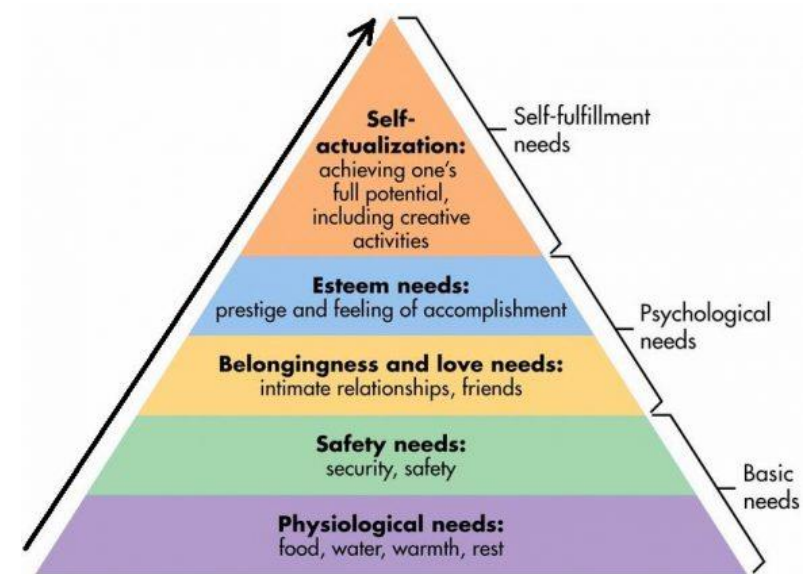 Self-
actualization:
achieving one's
full potential,
including creative
activities
Self-fulfillment
needs
Esteem needs:
prestige and feeling of accomplishment
Psychological
needs
Belongingness and love needs:
intimate relationships, friends
Safety needs:
security, safety
Basic
needs
Physiological needs:
food, water, warmth, rest